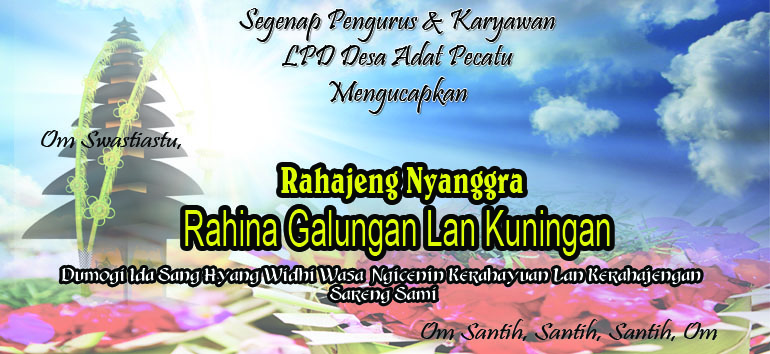 Segenap Pengurus & Karyawan
LPD Desa Adat Pecatu
Mengucapkan
Om Swastiastu,
Rahajeng Nyanggra
Rahina Galungan Lan Kuningan
Dumogi Ida Sang Hyang Widhi Wasa Ngicenin Kerahayuan Lan Kerahajengan
Sareng Sami
Om Santih, Santih, Santih, Om